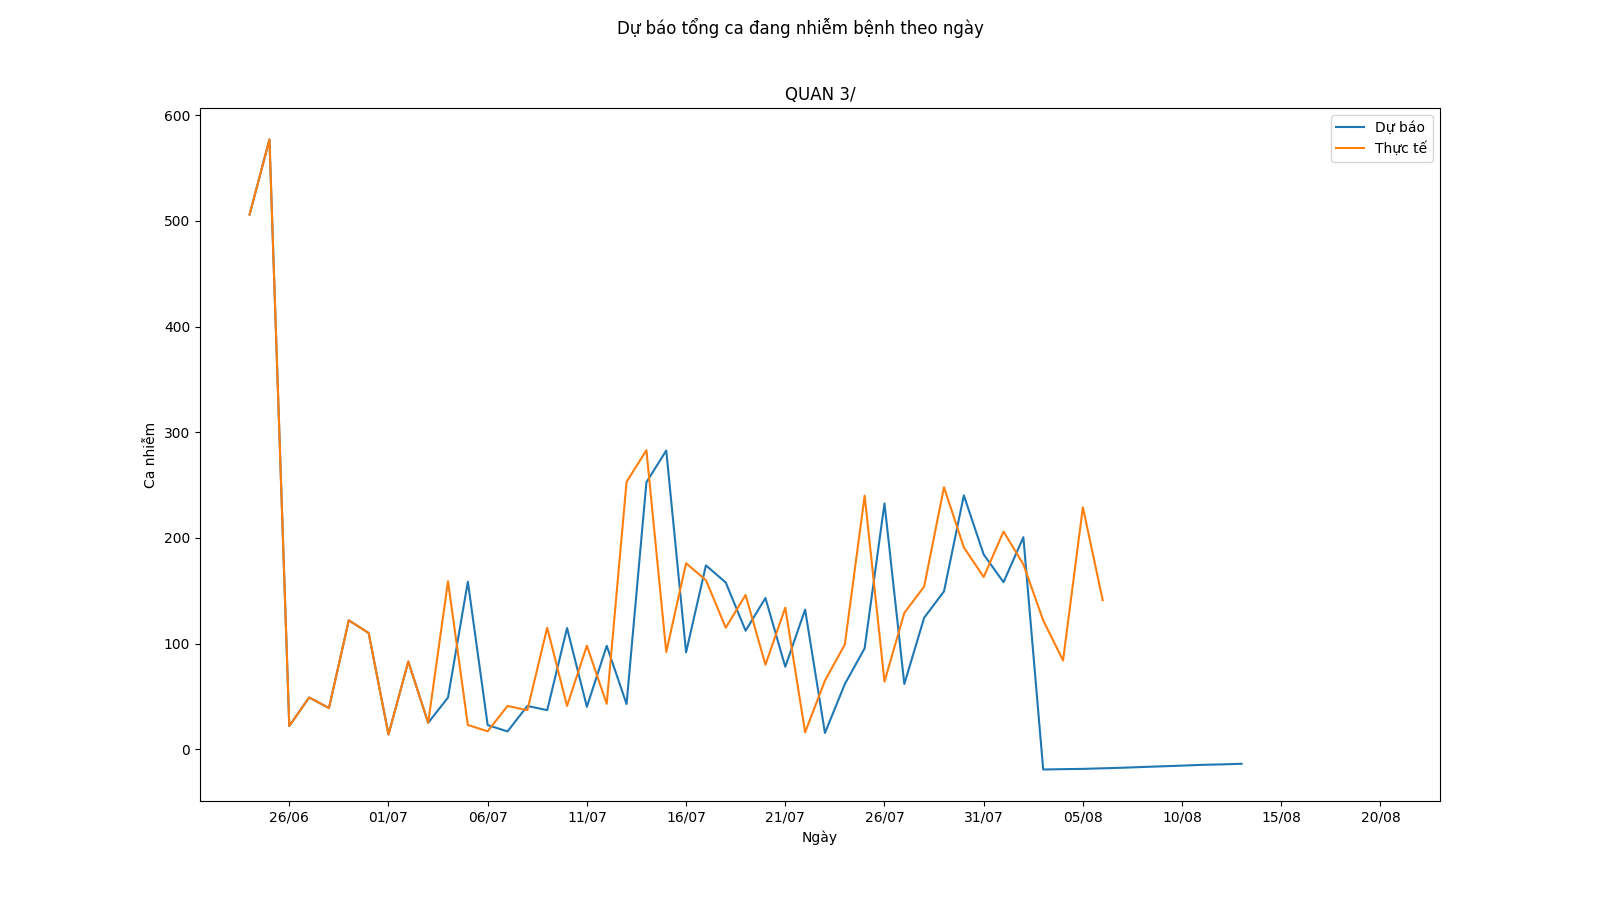 Dự báo tổng ca đang nhiễm bệnh theo ngày
QUAN 3/
600
500
400
300
200
100
0
Ca nhiễm
Dự báo
Thực tế
26/06 01/07 06/07 11/07 16/07 21/07 26/07 31/07 05/08 10/08 15/08 20/08
Ngày